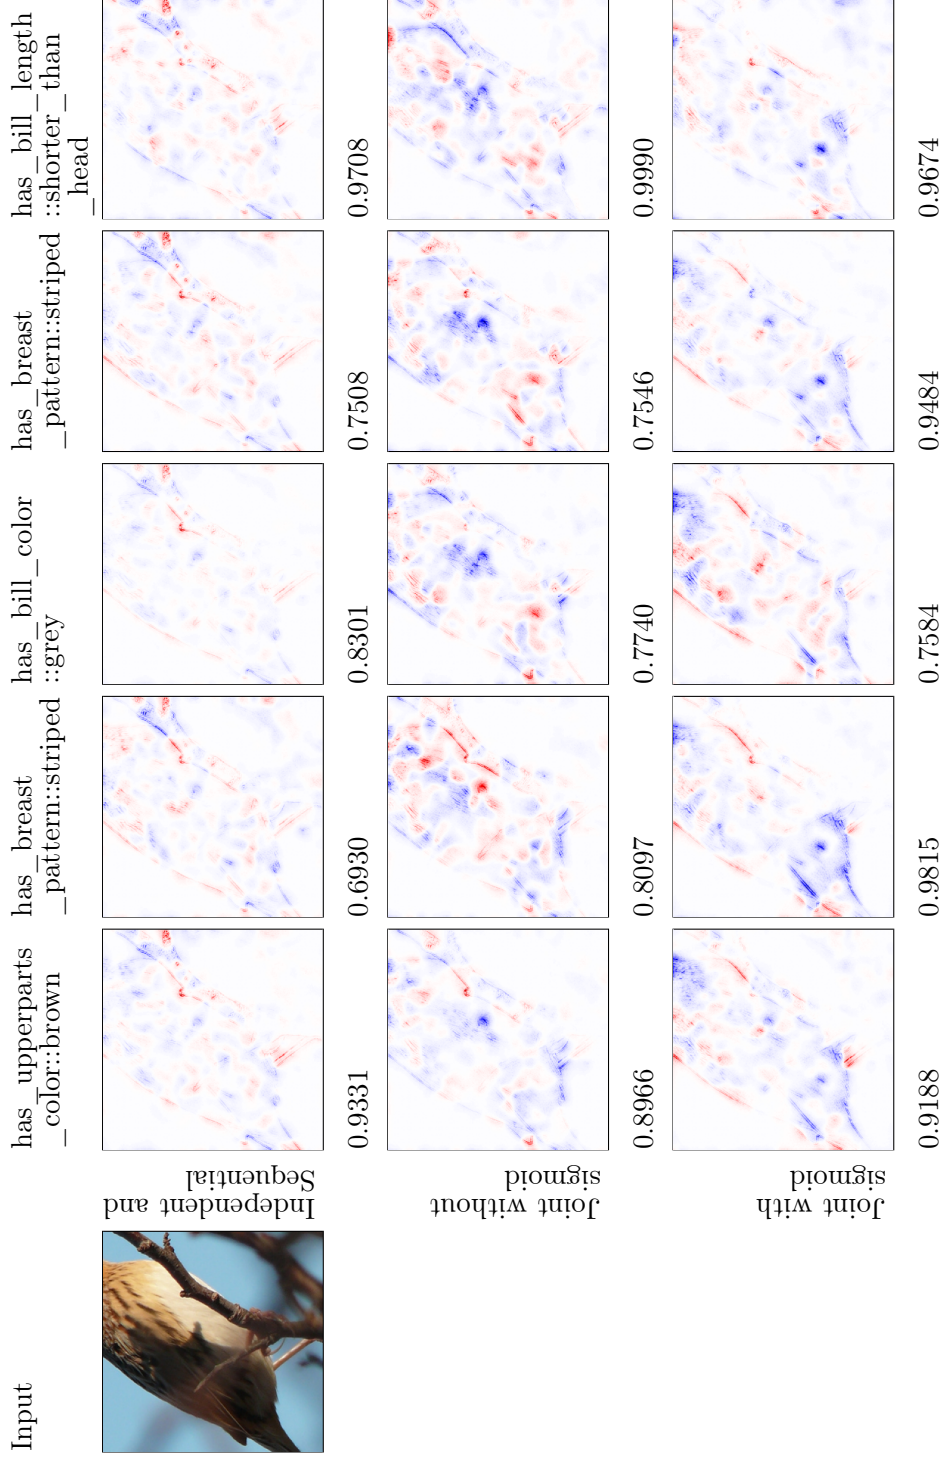 Input
has_upperparts
_color::brown
has_breast
_pattern::striped
has_bill_color
::grey
has_breast
_pattern::striped
has_bill_length
::shorter_than
_head
Independent and
Sequential
0.9331
0.6930
0.8301
0.7508
0.9708
Joint without
sigmoid
0.8966
0.8097
0.7740
0.7546
0.9990
Joint with
sigmoid
0.9188
0.9815
0.7584
0.9484
0.9674